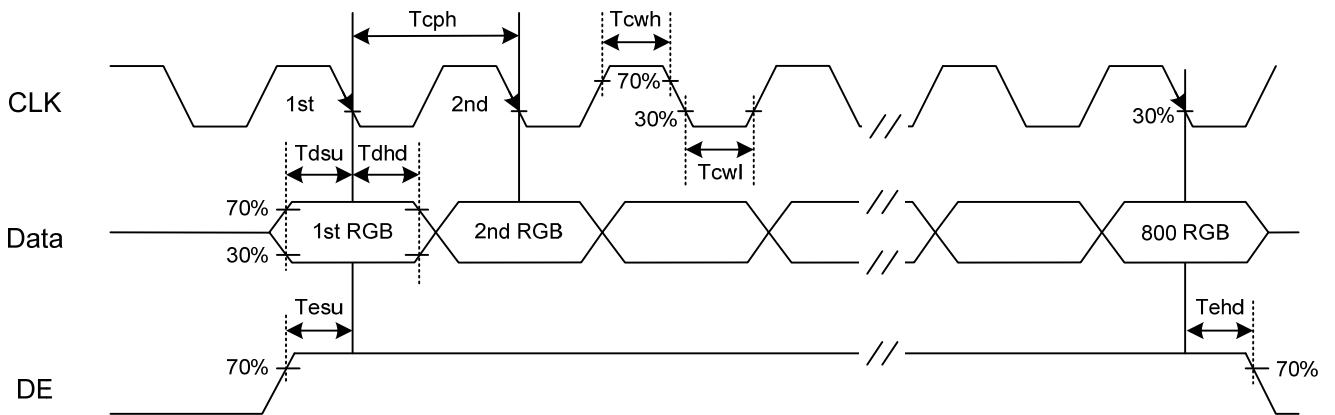 Tcph
Tcwh
CLK
1st
2nd
70%
30%
30%
Tcwl
Tdsu
Tdhd
70%
Data
1st RGB
2nd RGB
800 RGB
30%
Tesu
Tehd
70%
70%
DE